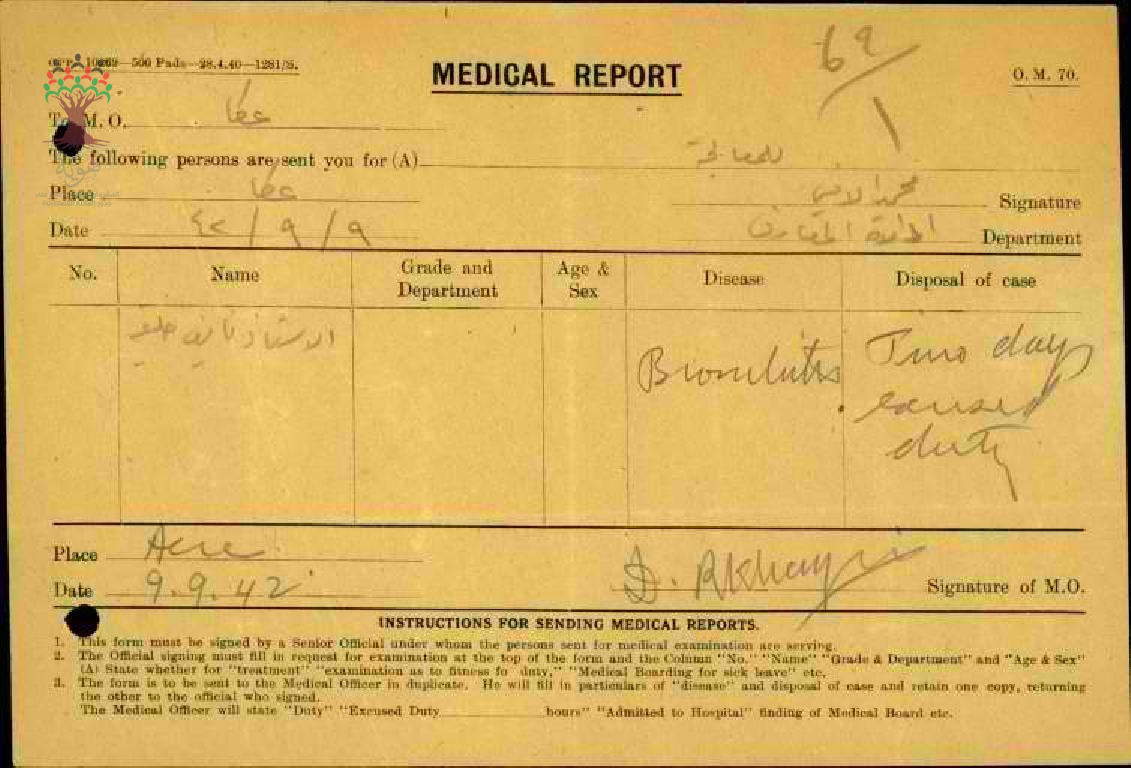 10269—500 Pads—28.4.40—1281/S.
MEDICAL REPORT
69/1
O. M. 70.
To M. O. عكا
The following persons are sent you for (A) للمعالجة
Place عكا
Signature
Date ٩ / ٩ / ٤٢
Department ادارة المعارف
No. Name Grade and Department Age & Sex Disease Disposal of case
الاستاذ
Bronchitis Two days excused duty
Place Acre
Date 9.9.42
D. Signature of M.O.
INSTRUCTIONS FOR SENDING MEDICAL REPORTS.
1. This form must be signed by a Senior Official under whom the persons sent for medical examination are serving.
2. The Official signing must fill in request for examination at the top of the form and the Column "No." "Name" "Grade & Department" and "Age & Sex"
(A) State whether for "treatment" "examination as to fitness fo duty," "Medical Boarding for sick leave" etc.
3. The form is to be sent to the Medical Officer in duplicate. He will fill in particulars of "disease" and disposal of case and retain one copy, returning
the other to the official who signed.
The Medical Officer will state "Duty" "Excused Duty hours" "Admitted to Hospital" finding of Medical Board etc.